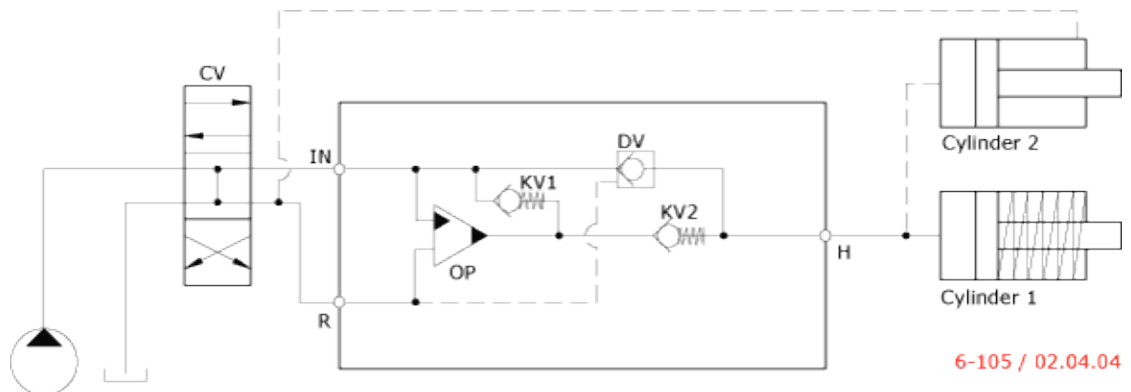 CV
IN
DV
KV1
Cylinder 2
KV2
OP
H
Cylinder 1
R
6-105 / 02.04.04